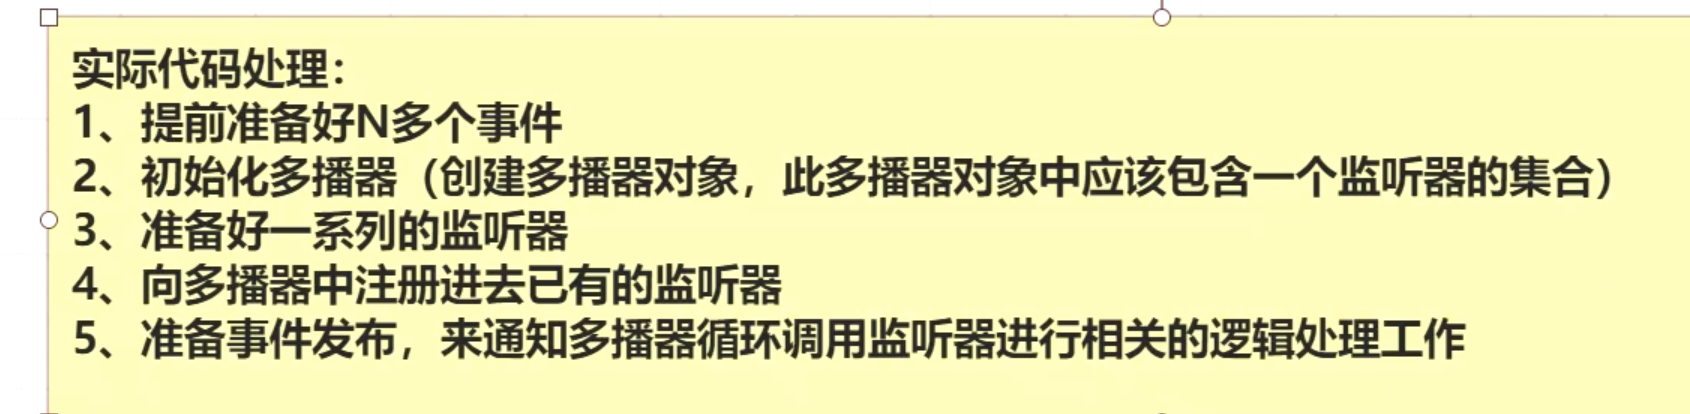 实际代码处理：
1、提前准备好N多个事件
2、初始化多播器（创建多播器对象，此多播器对象中应该包含一个监听器的集合）
3、准备好一系列的监听器
4、向多播器中注册进去已有的监听器
5、准备事件发布，来通知多播器循环调用监听器进行相关的逻辑处理工作